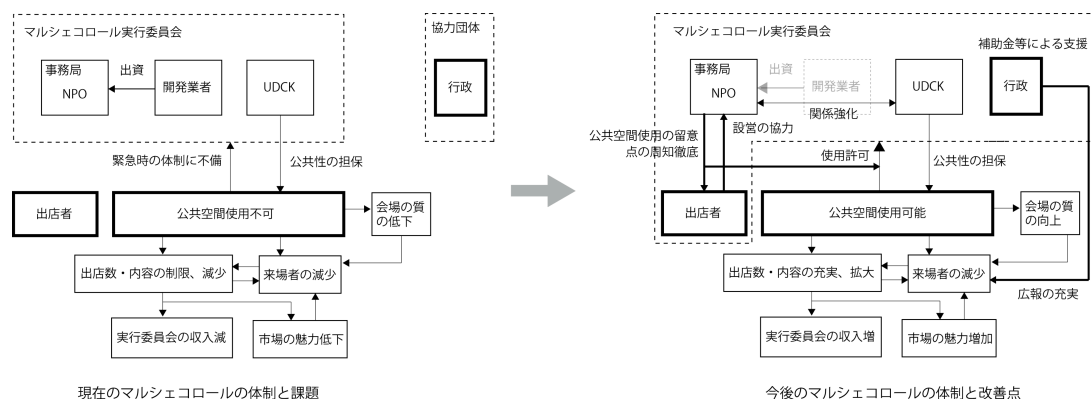 マルシェコロール実行委員会
事務局
NPO
出資
開発業者
UDCK
協力団体
行政
緊急時の体制に不備
公共性の担保
出店者
公共空間使用不可
会場の質
の低下
出店数・内容の制限、減少
来場者の減少
実行委員会の収入減
市場の魅力低下
現在のマルシェコロールの体制と課題
マルシェコロール実行委員会
補助金等による支援
事務局
NPO
出資
開発業者
関係強化
UDCK
行政
公共空間使用の留意
点の周知徹底
設営の協力
使用許可
公共性の担保
出店者
公共空間使用可能
会場の質
の向上
出店数・内容の充実、拡大
来場者の減少
広報の充実
実行委員会の収入増
市場の魅力増加
今後のマルシェコロールの体制と改善点